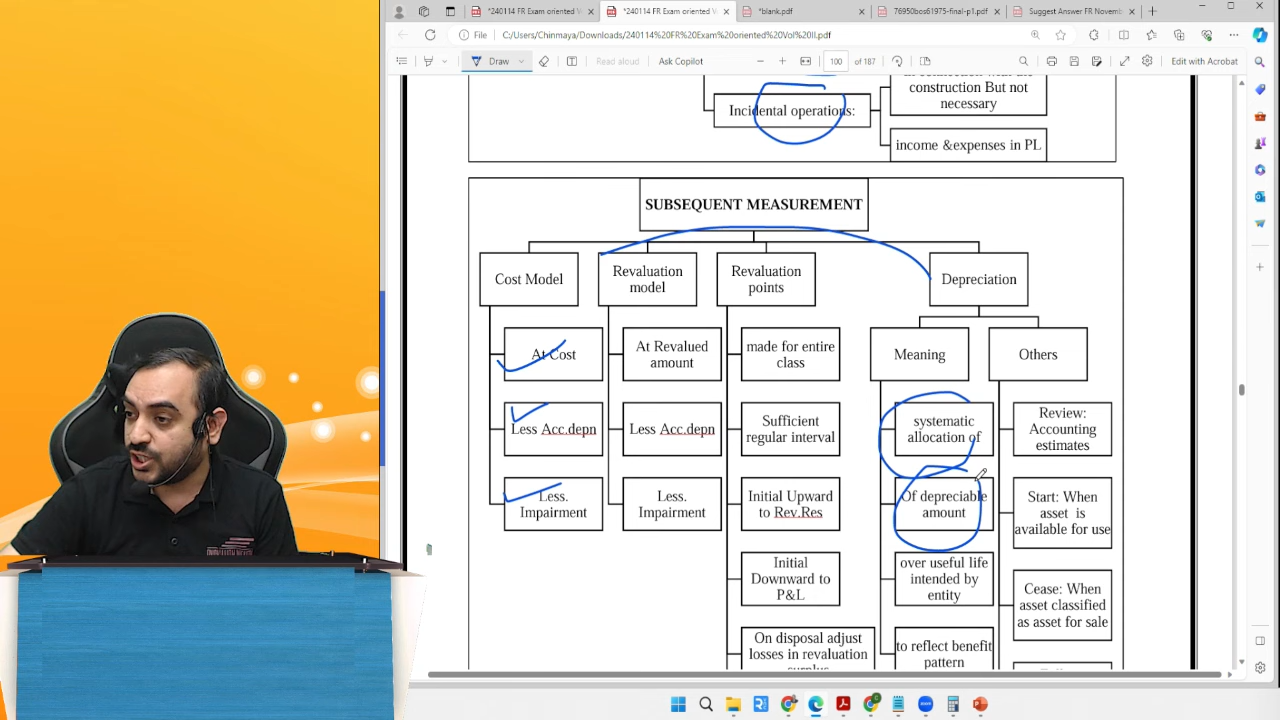 *240114 FR Exam oriented Vol II.
*240114 FR Exam oriented Vol II.
*blank.pdf
76950bos61975-final-p1.pdf
Suggest Answer FR Novemb
File
C:/Users/Chinmaya/Downloads/240114%20FR%20Exam%20oriented%20Vol%20II.pdf
Draw
Read aloud
Ask Copilot
100
of 187
Edit with Acrobat
construction But not
necessary
Incidental operations:
income &expenses in PL
SUBSEQUENT MEASUREMENT
Cost Model
Revaluation
model
Revaluation
points
Depreciation
At Cost
At Revalued
amount
made for entire
class
Meaning
Others
Less Acc.depn
Less Acc.depn
Sufficient
regular interval
systematic
allocation of
Review:
Accounting
estimates
Less.
Impairment
Less.
Impairment
Initial Upward
to Rev.Res
Of depreciable
amount
Start: When
asset is
available for use
Initial
Downward to
P&L
over useful life
intended by
entity
Cease: When
asset classified
as asset for sale
On disposal adjust
losses in revaluation
to reflect benefit
pattern